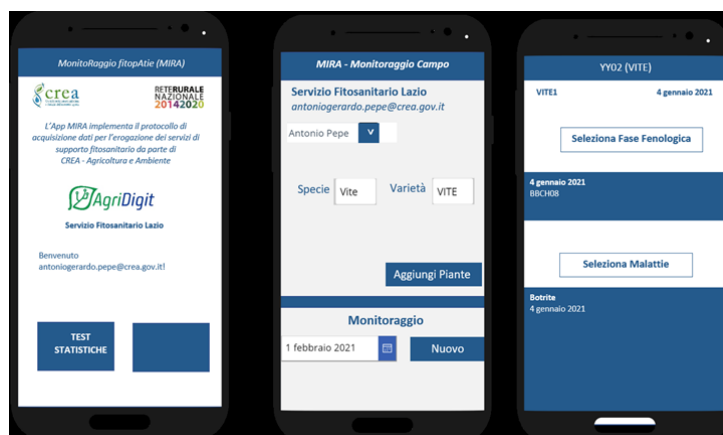 MonitoRaggio fitopAtie (MIRA)
crea
RETERURALE
NAZIONALE
20142020
L'App MIRA implementa il protocollo di
acquisizione dati per l'erogazione dei servizi di
supporto fitosanitario da parte di
CREA - Agricoltura e Ambiente
AgriDigit
Servizio Fitosanitario Lazio
Benvenuto
antoniogerardo.pepe@crea.gov.it!
TEST
STATISTICHE
MIRA - Monitoraggio Campo
Servizio Fitosanitario Lazio
antoniogerardo.pepe@crea.gov.it
Antonio Pepe
Specie Vite Varietà VITE
Aggiungi Piante
Monitoraggio
1 febbraio 2021 Nuovo
YY02 (VITE)
VITE1 4 gennaio 2021
Seleziona Fase Fenologica
4 gennaio 2021
BBCH08
Seleziona Malattie
Botrite
4 gennaio 2021